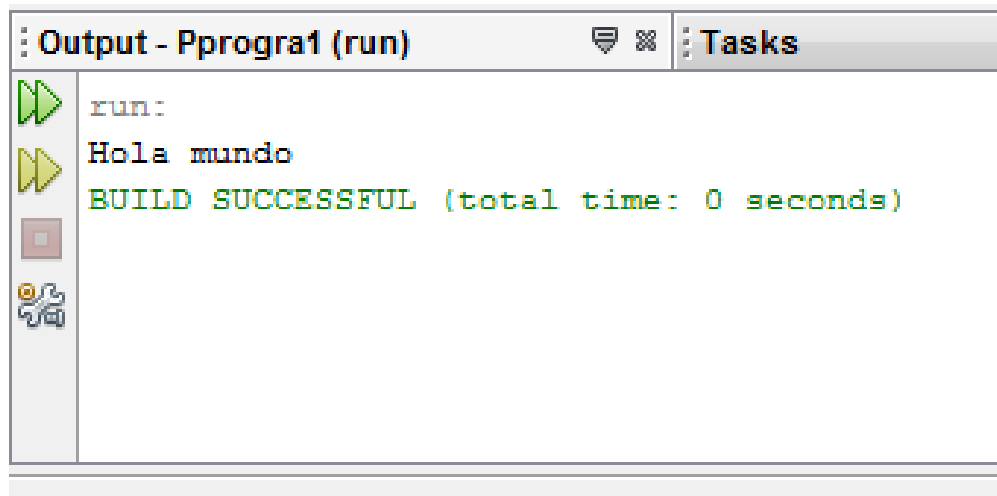 Output - Pprogra1 (run)
Tasks
run:
Hola mundo
BUILD SUCCESSFUL (total time: 0 seconds)